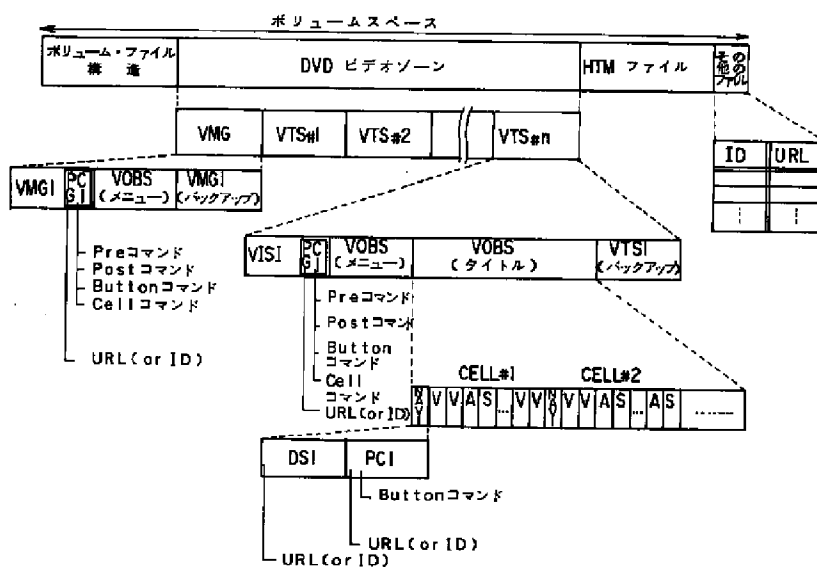 ボリュームスペース
ボリューム・ファイル
構 造
DVD ビデオゾーン
HTM ファイル
その他の
ファイル
VMG
VTS#1
VTS#2
VTS#n
ID
URL
VMGI
PCGI
VOBS
(メニュー)
VMGI
(バックアップ)
VISI
PCGI
VOBS
(メニュー)
VOBS
(タイトル)
VTSI
(バックアップ)
Preコマンド
Postコマンド
Buttonコマンド
Cellコマンド
URL(or ID)
Preコマンド
Postコマンド
Button
コマンド
Cell
コマンド
URL(or ID)
CELL#1
CELL#2
NAV V V A S ... V V NAV V V A S ... A S ........
DSI
PCI
Buttonコマンド
URL(or ID)
URL(or ID)